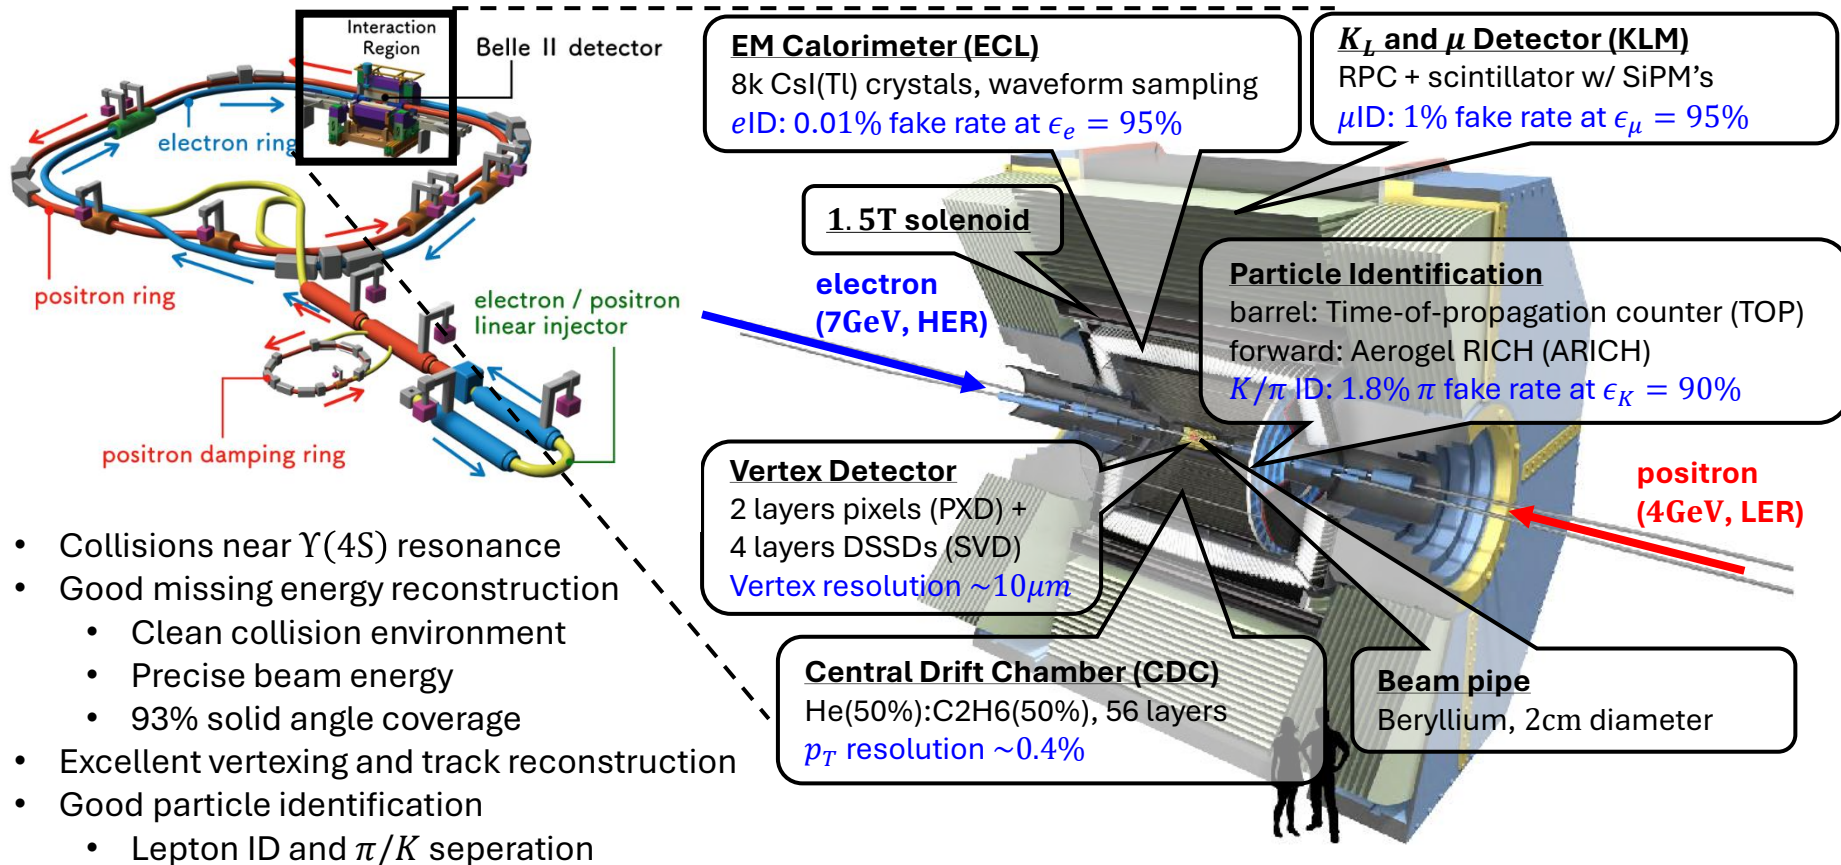 Interaction
Region
Belle II detector
electron ring
positron ring
electron / positron
linear injector
positron damping ring
EM Calorimeter (ECL)
8k CsI(Tl) crystals, waveform sampling
eID: 0.01% fake rate at ϵ_e = 95%
K_L and μ Detector (KLM)
RPC + scintillator w/ SiPM's
μID: 1% fake rate at ϵ_μ = 95%
1.5T solenoid
electron
(7GeV, HER)
Particle Identification
barrel: Time-of-propagation counter (TOP)
forward: Aerogel RICH (ARICH)
K/π ID: 1.8% π fake rate at ϵ_K = 90%
Vertex Detector
2 layers pixels (PXD) +
4 layers DSSDs (SVD)
Vertex resolution ~10μm
positron
(4GeV, LER)
Central Drift Chamber (CDC)
He(50%):C2H6(50%), 56 layers
p_T resolution ~0.4%
Beam pipe
Beryllium, 2cm diameter
• Collisions near ϒ(4S) resonance
• Good missing energy reconstruction
• Clean collision environment
• Precise beam energy
• 93% solid angle coverage
• Excellent vertexing and track reconstruction
• Good particle identification
• Lepton ID and π/K seperation